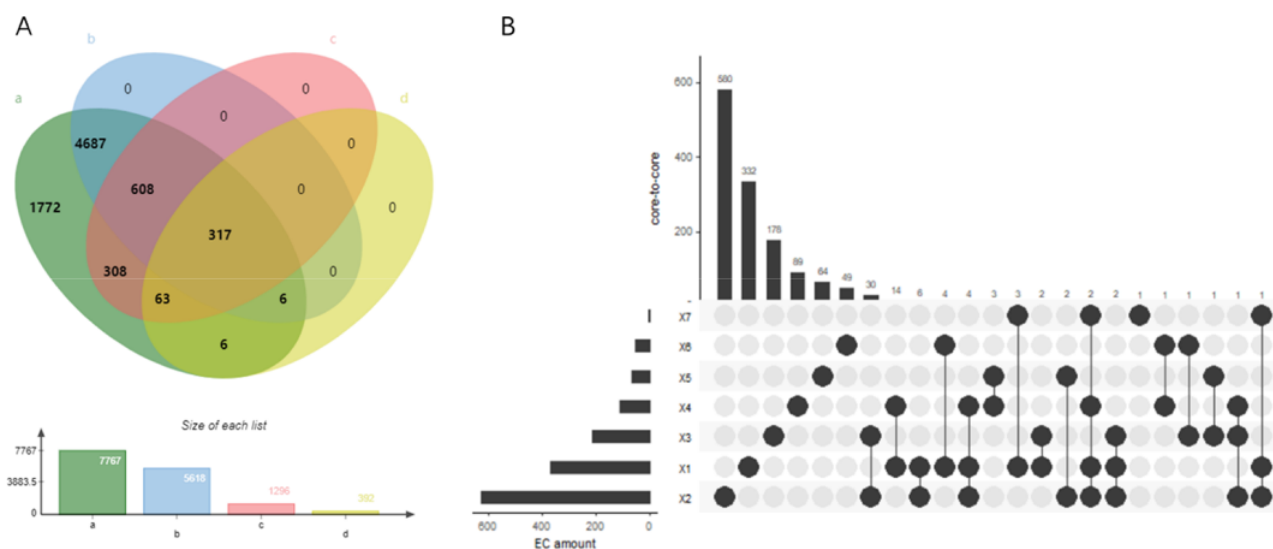 A
b
c
a
d
0
0
0
4687
0
608
0
1772
0
317
308
0
63
6
6
Size of each list
7767
3883.5
0
7767
5618
1296
392
a
b
c
d
B
600
400
200
core-to-core
580
332
178
89
64
49
30
14
6
4
4
3
3
2
2
2
2
1
1
1
1
1
1
X7
X6
X5
X4
X3
X1
X2
600
400
200
0
EC amount